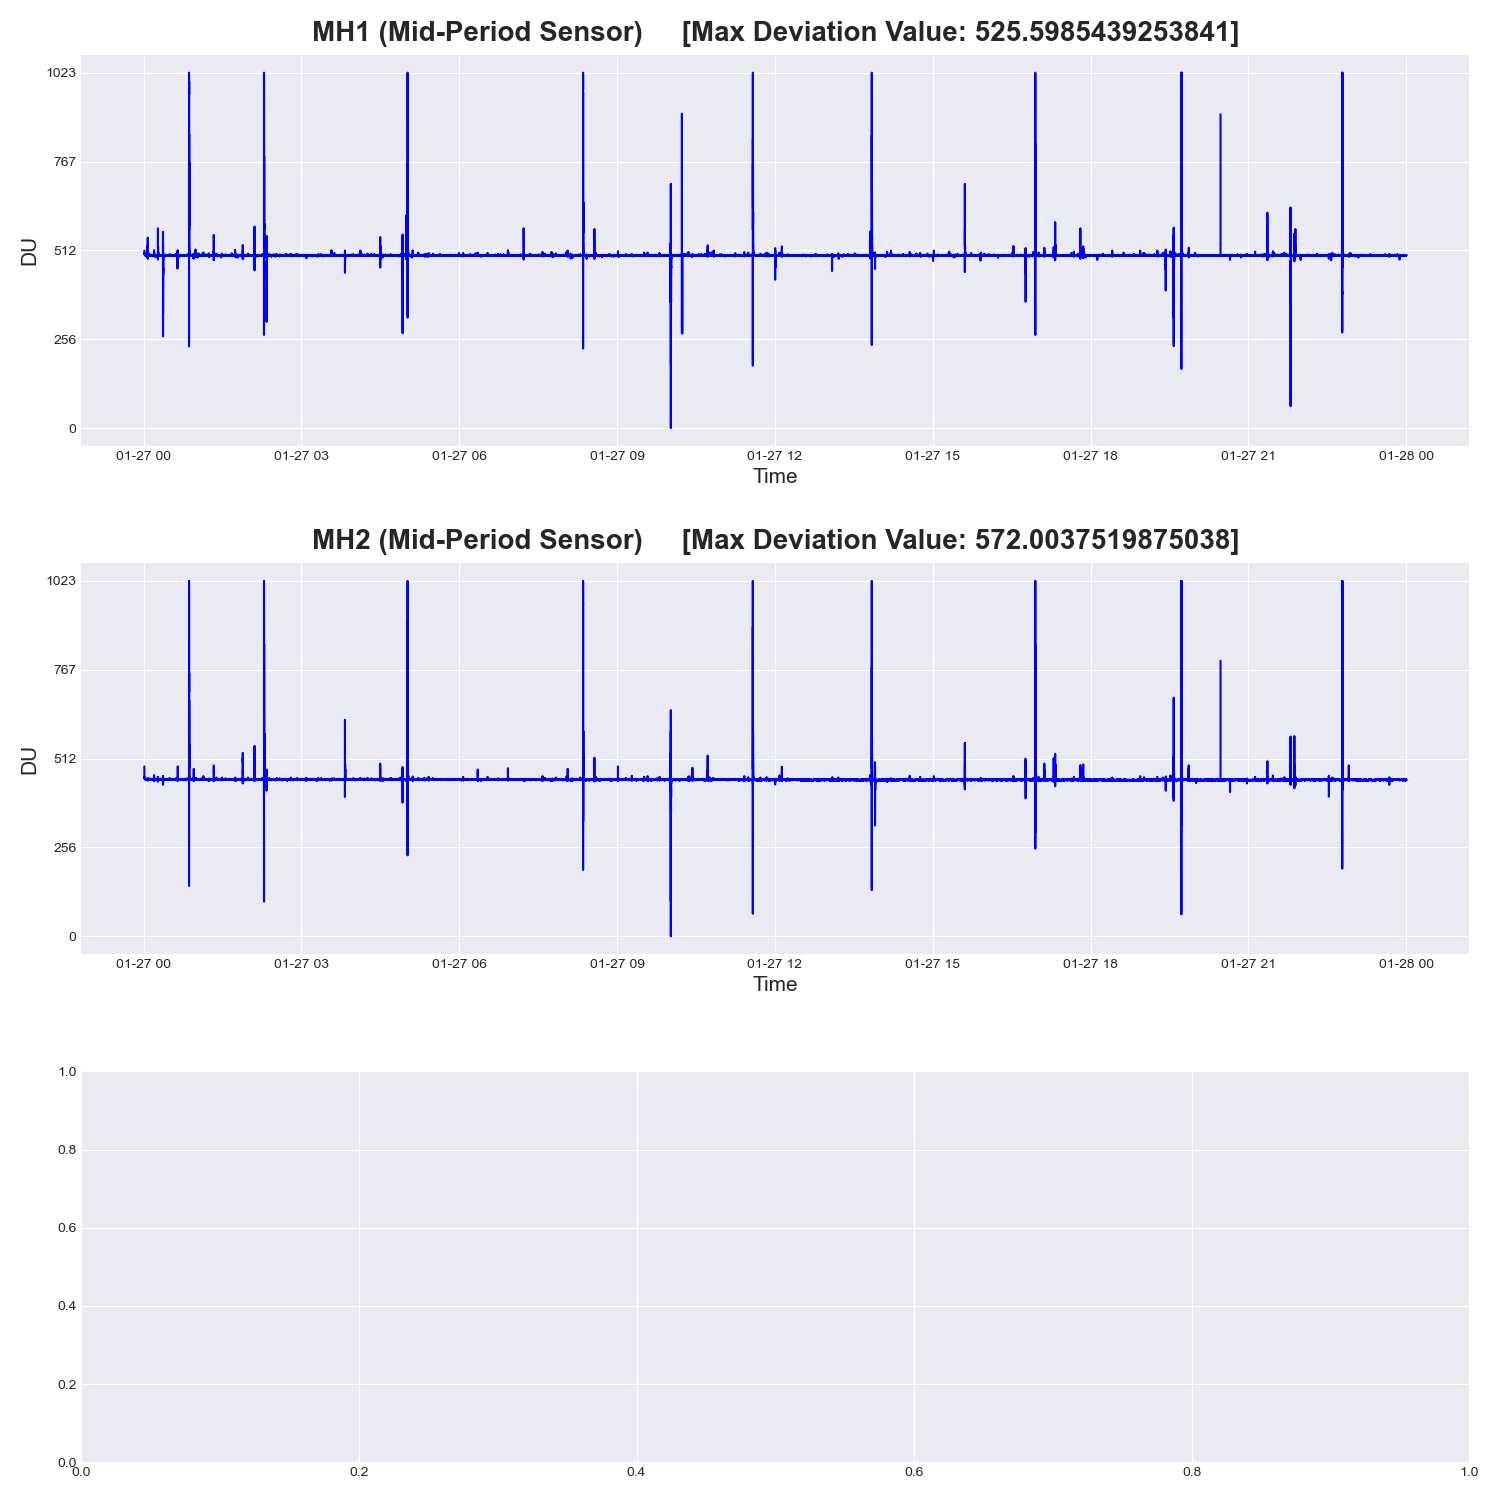 MH1 (Mid-Period Sensor) [Max Deviation Value: 525.5985439253841]
1023
767
512
256
0
DU
01-27 00 01-27 03 01-27 06 01-27 09 01-27 12 01-27 15 01-27 18 01-27 21 01-28 00
Time
MH2 (Mid-Period Sensor) [Max Deviation Value: 572.0037519875038]
1023
767
512
256
0
DU
01-27 00 01-27 03 01-27 06 01-27 09 01-27 12 01-27 15 01-27 18 01-27 21 01-28 00
Time
1.0
0.8
0.6
0.4
0.2
0.0
0.0 0.2 0.4 0.6 0.8 1.0